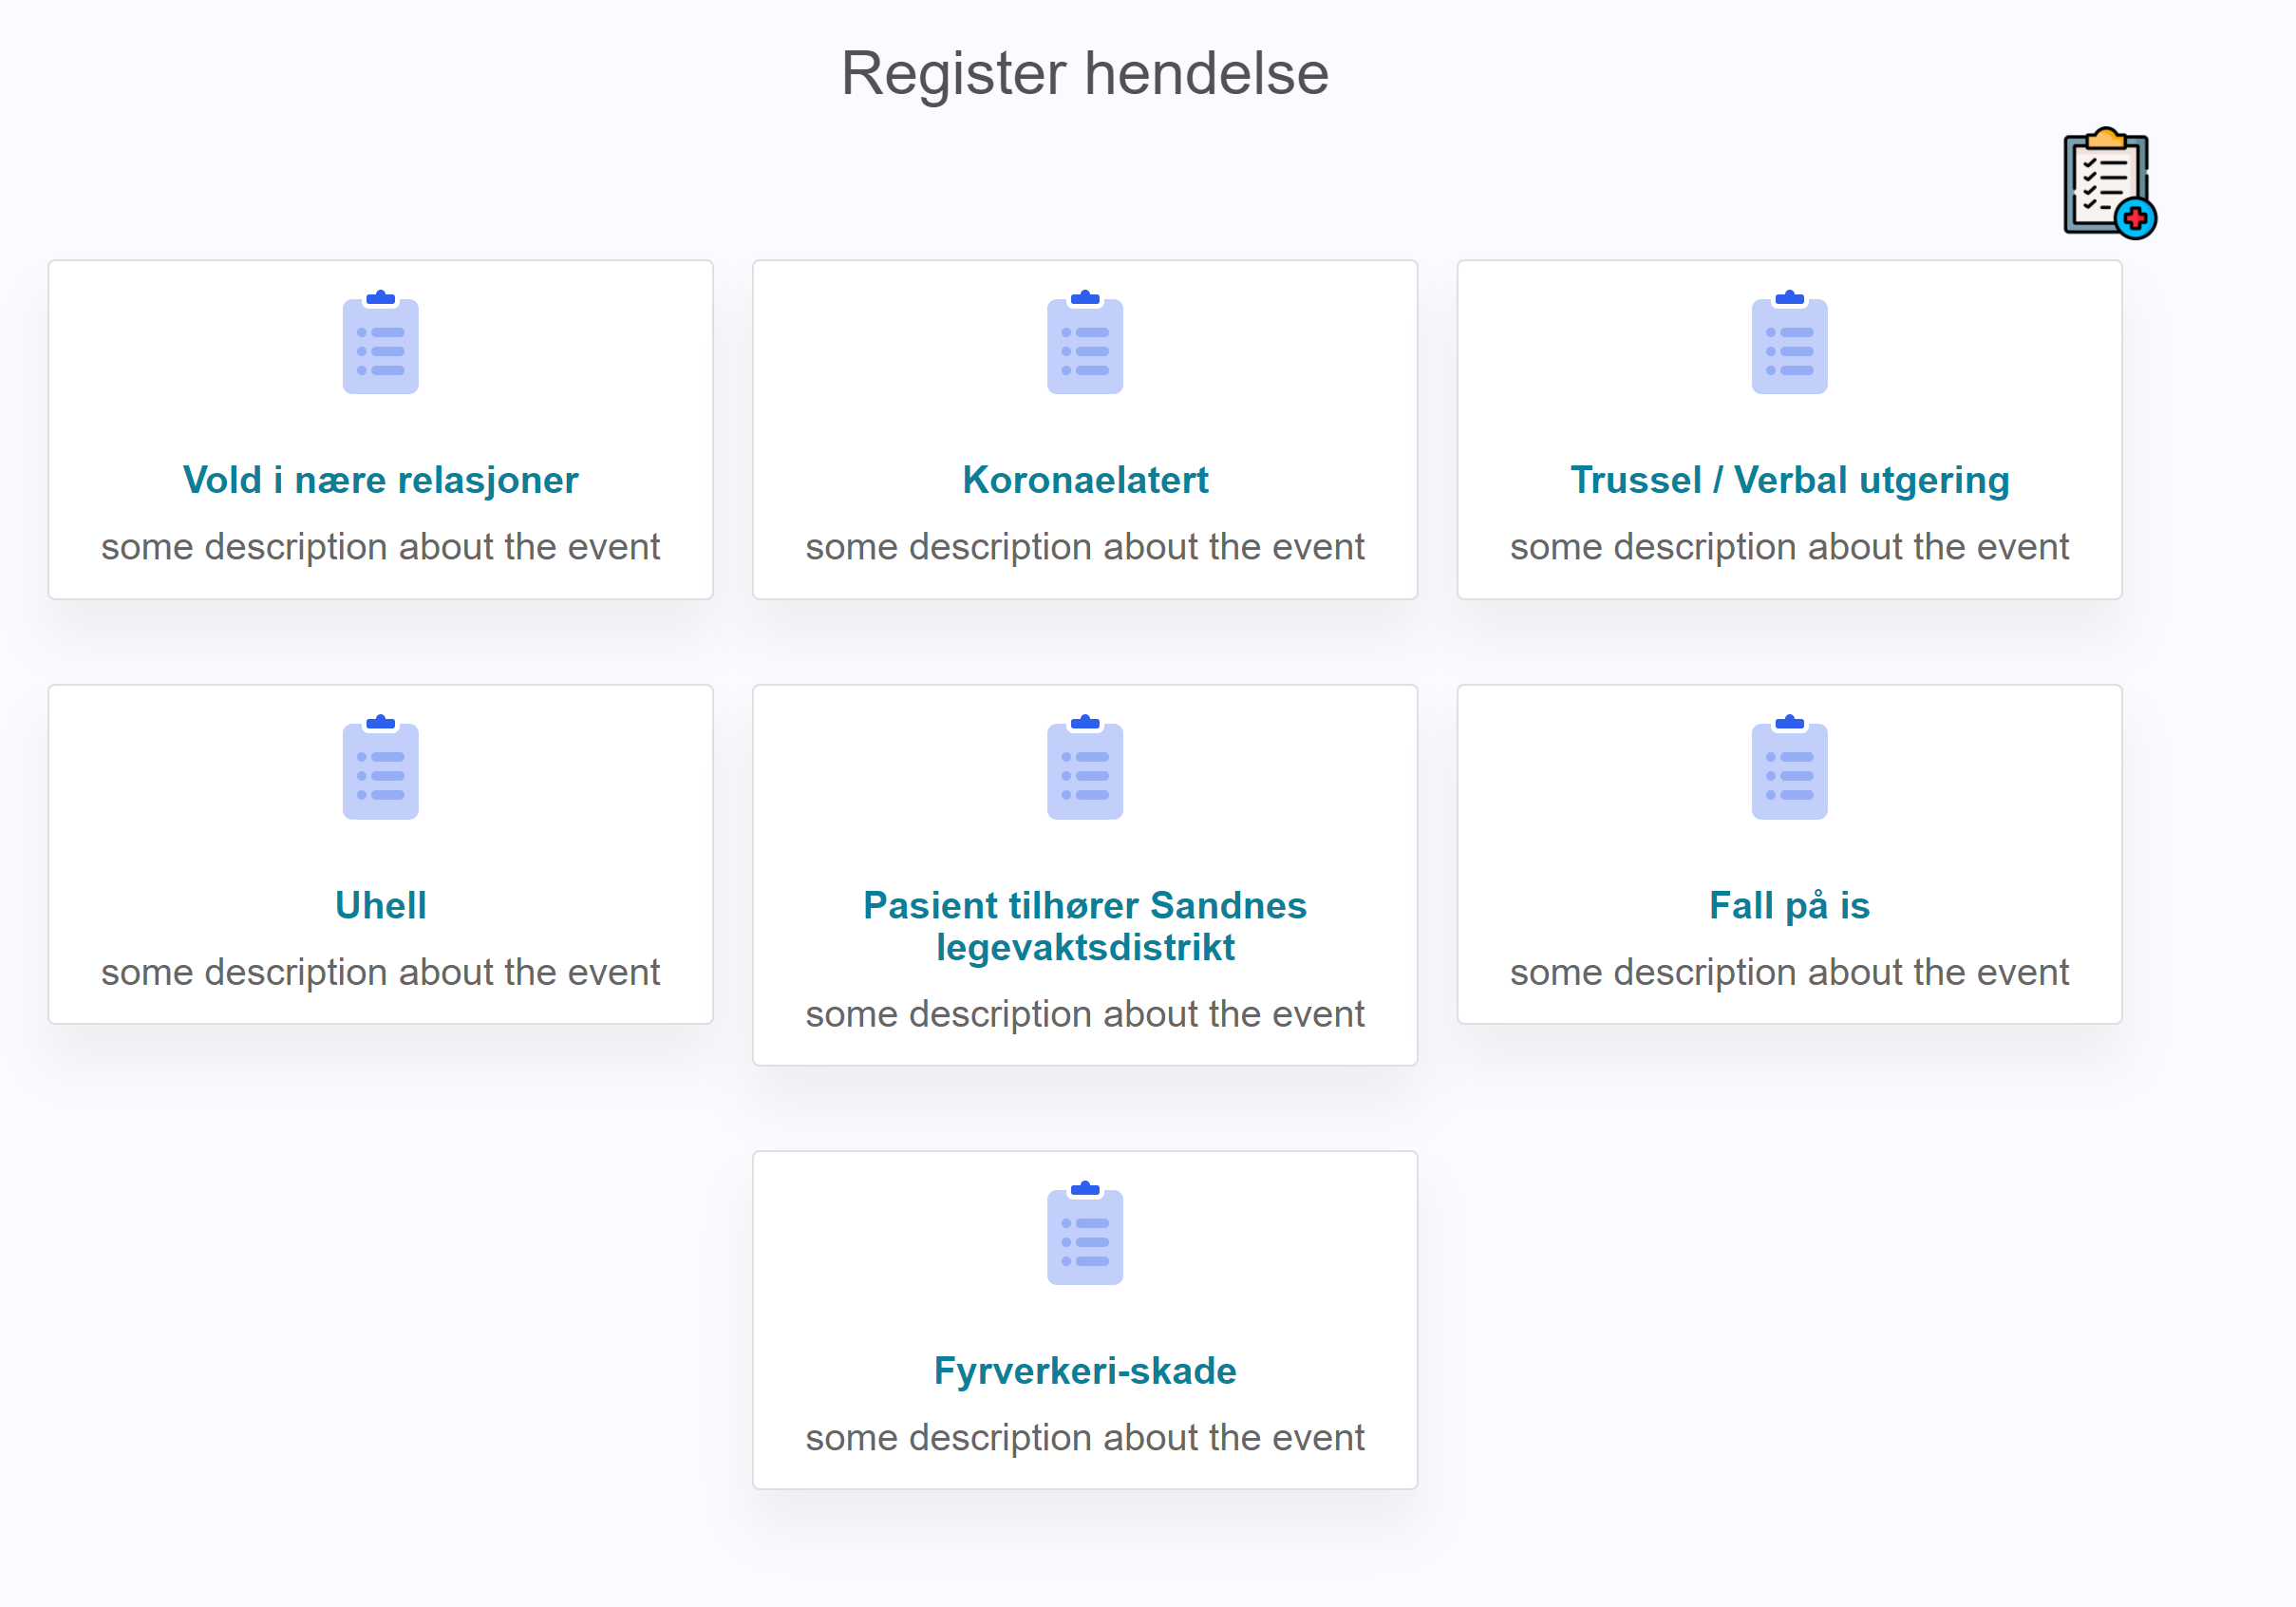 Register hendelse
Vold i nære relasjoner
some description about the event
Koronaelatert
some description about the event
Trussel / Verbal utgering
some description about the event
Uhell
some description about the event
Pasient tilhører Sandnes
legevaktsdistrikt
some description about the event
Fall på is
some description about the event
Fyrverkeri-skade
some description about the event